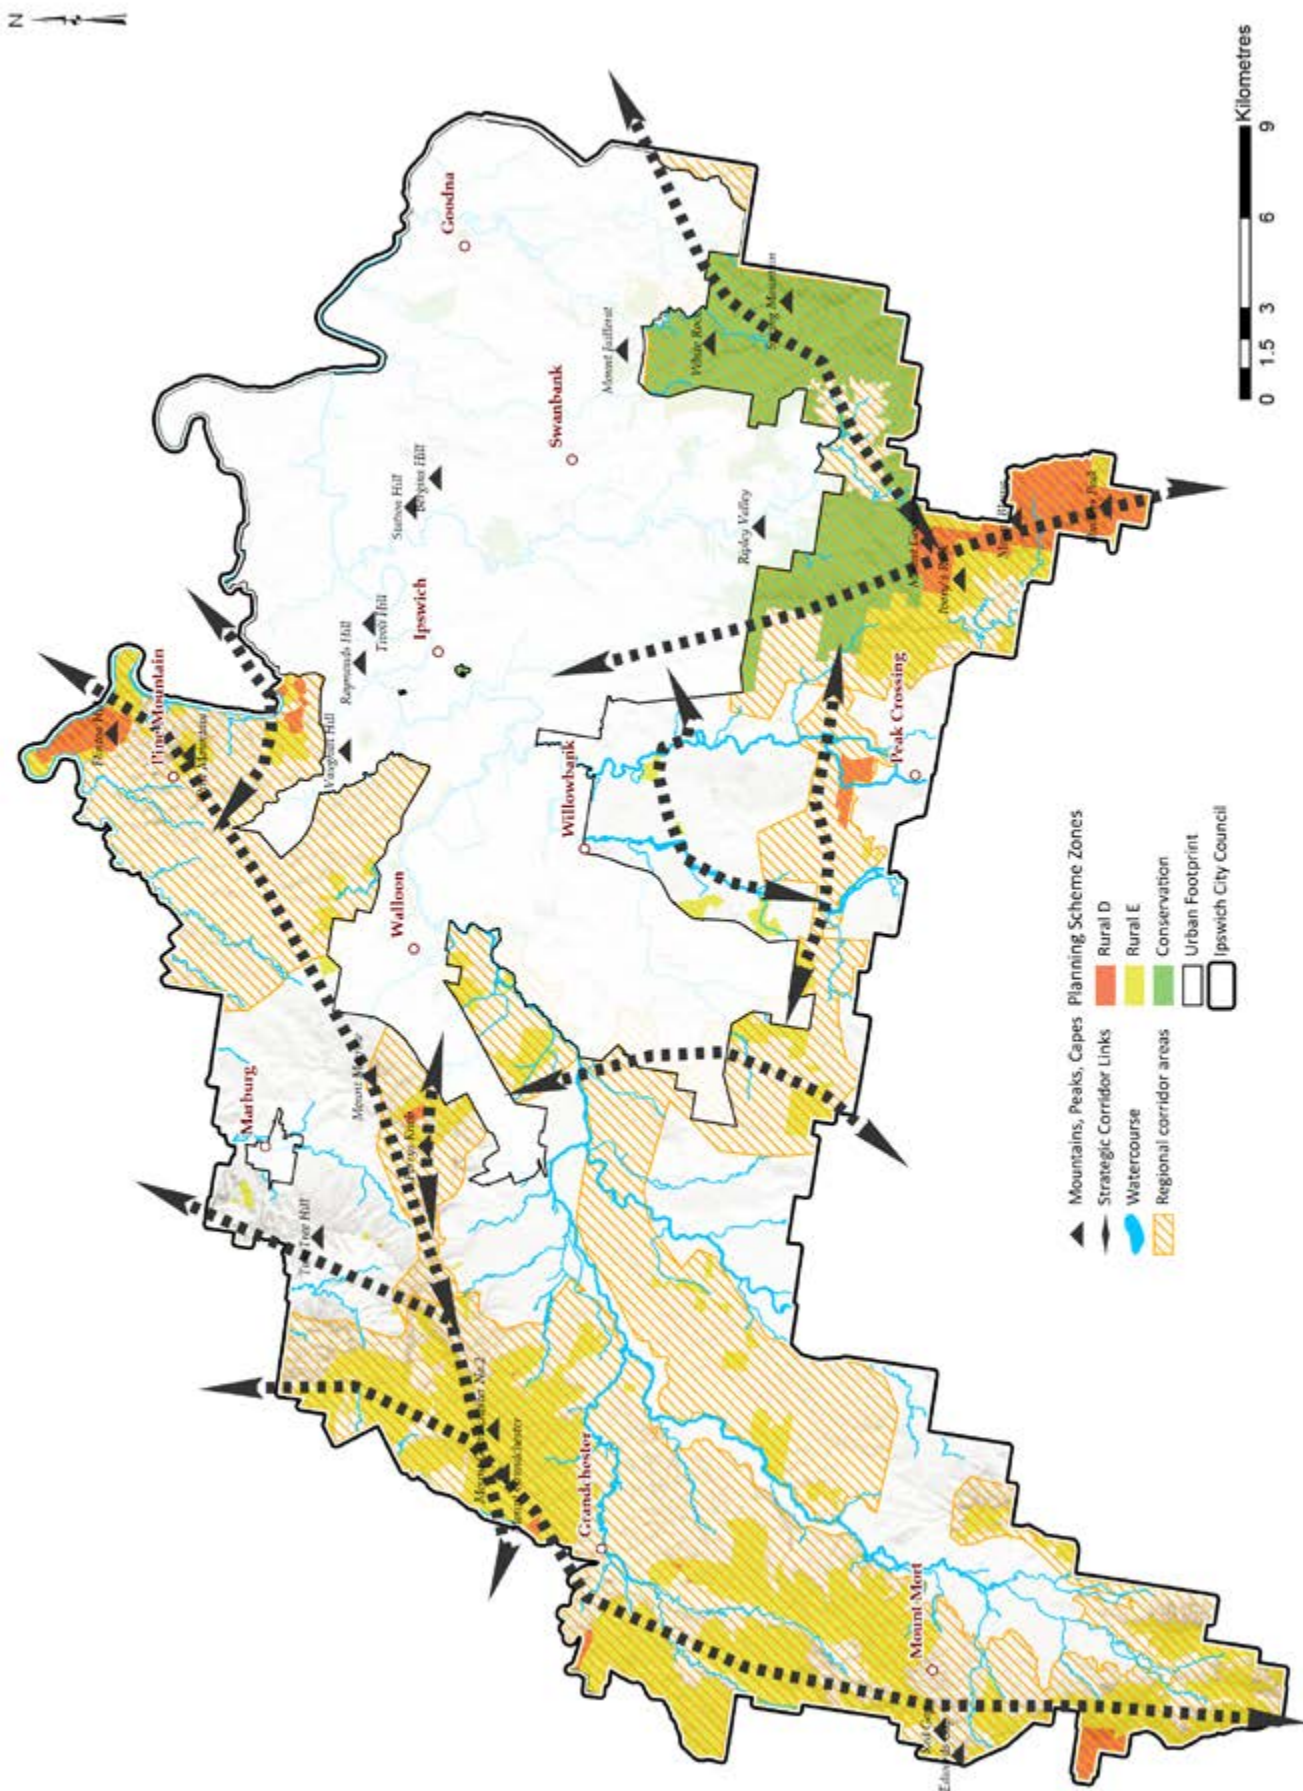 N
Goodna
Pine Mountain
Mount Juillerat
White Rock
Spring Mountain
Swanbank
Station Hill
Ripley Valley
Ipswich
Tivoli Hill
Raymonds Hill
Vaughan Hill
Willowbank
Peak Crossing
Walloon
Marburg
Two Tree Hill
Grandchester
Mount Mort
Kilometres
0 1.5 3 6 9
Mountains, Peaks, Capes
Strategic Corridor Links
Watercourse
Regional corridor areas
Planning Scheme Zones
Rural D
Rural E
Conservation
Urban Footprint
Ipswich City Council